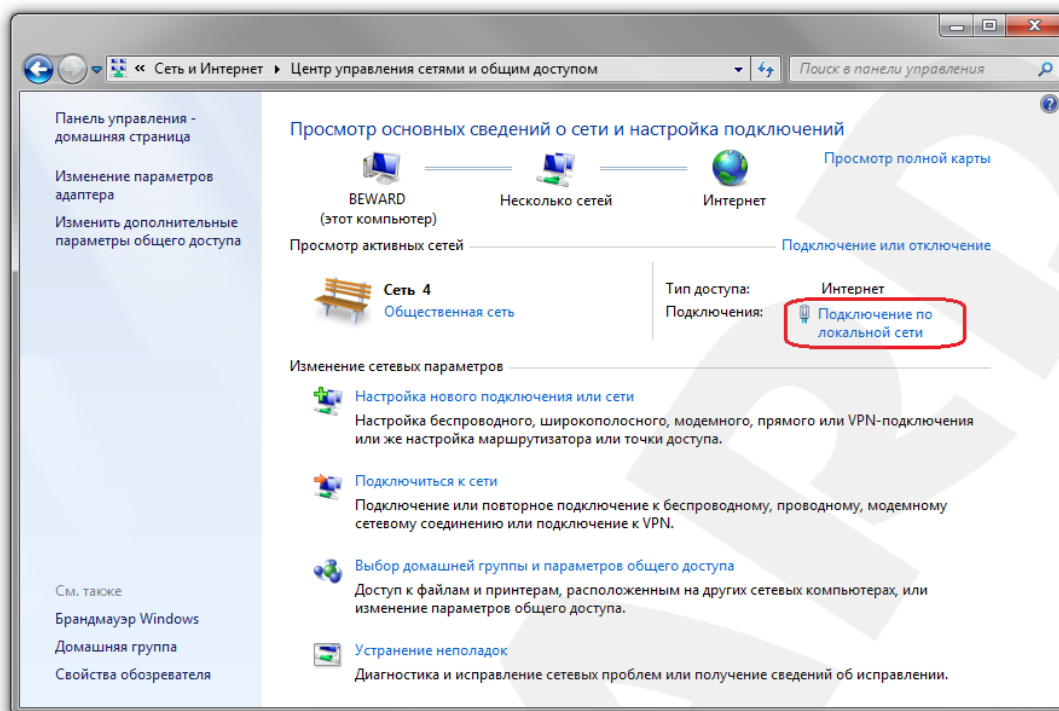 « Сеть и Интернет ▸ Центр управления сетями и общим доступом
Поиск в панели управления
Панель управления -
домашняя страница
Изменение параметров
адаптера
Изменить дополнительные
параметры общего доступа
См. также
Брандмауэр Windows
Домашняя группа
Свойства обозревателя
Просмотр основных сведений о сети и настройка подключений
Просмотр полной карты
BEWARD
(этот компьютер)
Несколько сетей
Интернет
Просмотр активных сетей
Подключение или отключение
Сеть 4
Общественная сеть
Тип доступа: Интернет
Подключения: Подключение по
локальной сети
Изменение сетевых параметров
Настройка нового подключения или сети
Настройка беспроводного, широкополосного, модемного, прямого или VPN-подключения
или же настройка маршрутизатора или точки доступа.
Подключиться к сети
Подключение или повторное подключение к беспроводному, проводному, модемному
сетевому соединению или подключение к VPN.
Выбор домашней группы и параметров общего доступа
Доступ к файлам и принтерам, расположенным на других сетевых компьютерах, или
изменение параметров общего доступа.
Устранение неполадок
Диагностика и исправление сетевых проблем или получение сведений об исправлении.